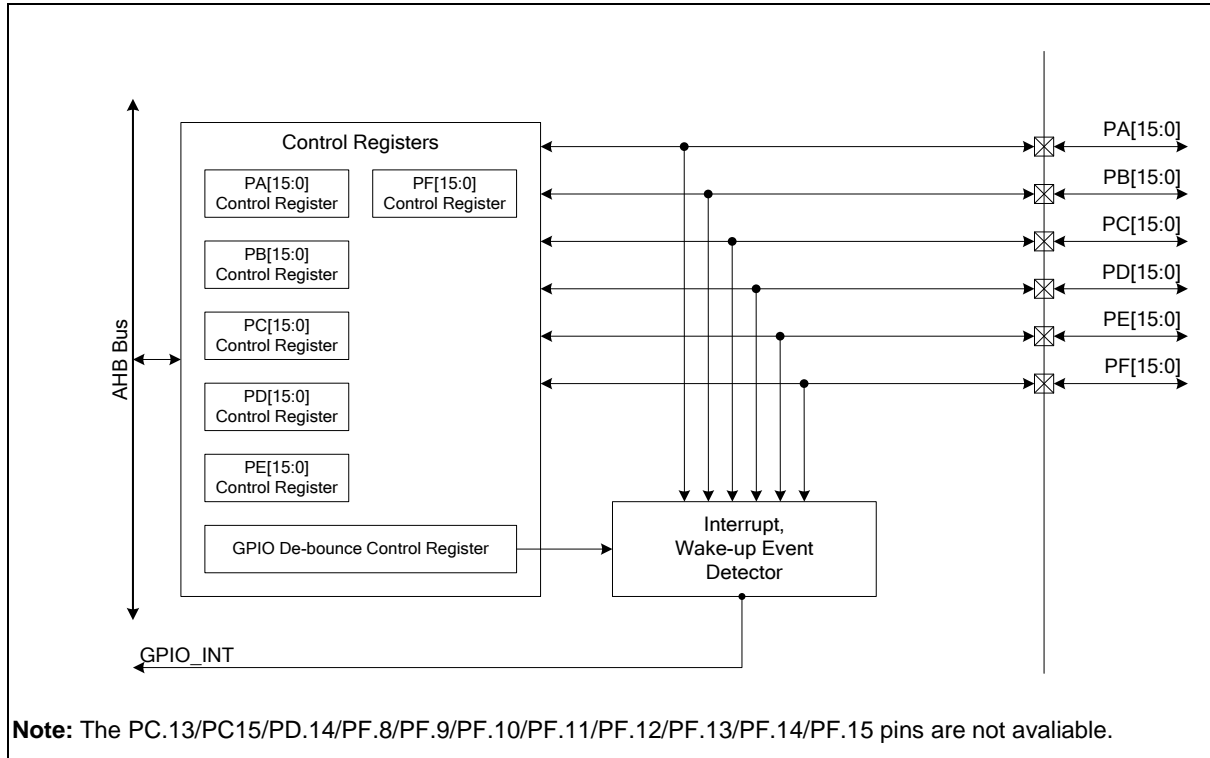 Control Registers
PA[15:0]
Control Register
PF[15:0]
Control Register
PB[15:0]
Control Register
PC[15:0]
Control Register
PD[15:0]
Control Register
PE[15:0]
Control Register
GPIO De-bounce Control Register
AHB Bus
GPIO_INT
Interrupt,
Wake-up Event
Detector
PA[15:0]
PB[15:0]
PC[15:0]
PD[15:0]
PE[15:0]
PF[15:0]
Note: The PC.13/PC15/PD.14/PF.8/PF.9/PF.10/PF.11/PF.12/PF.13/PF.14/PF.15 pins are not avaliable.